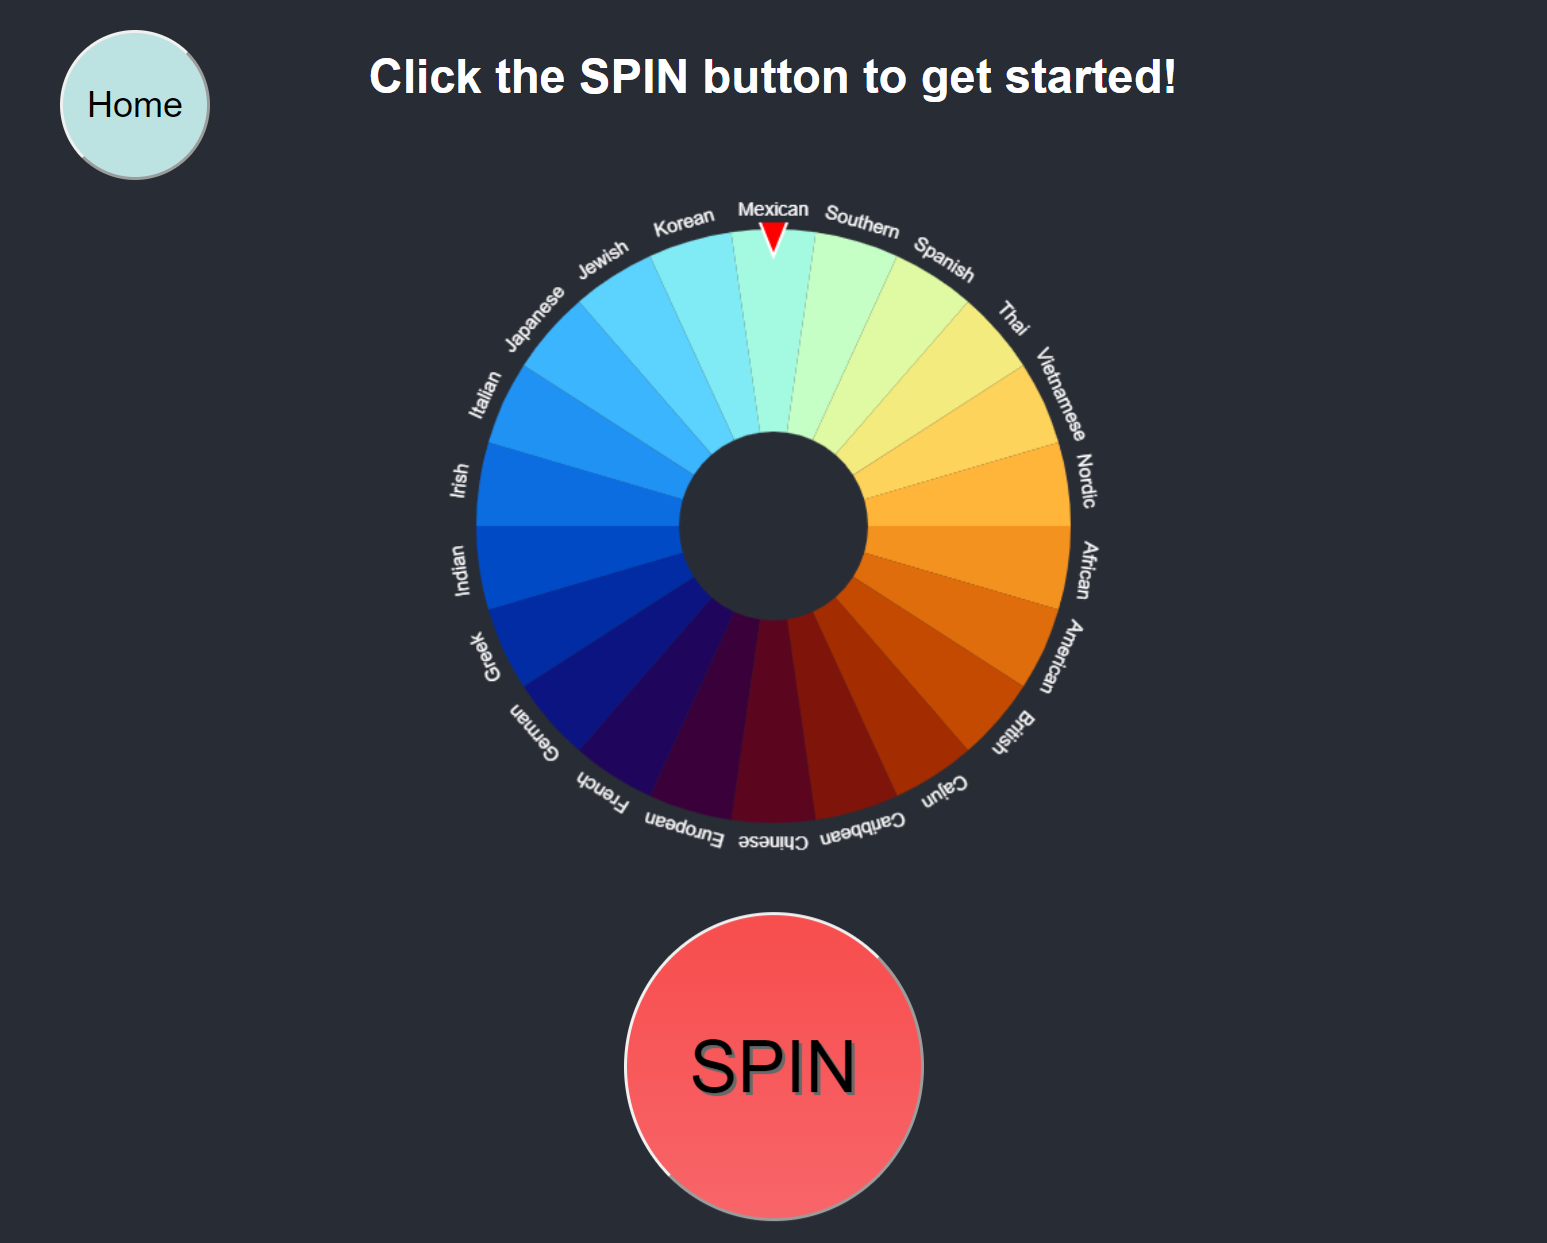 Home
Click the SPIN button to get started!
Mexican
Southern
Spanish
Thai
Vietnamese
Nordic
African
American
British
Cajun
Caribbean
Chinese
European
French
German
Greek
Indian
Irish
Italian
Japanese
Jewish
Korean
SPIN